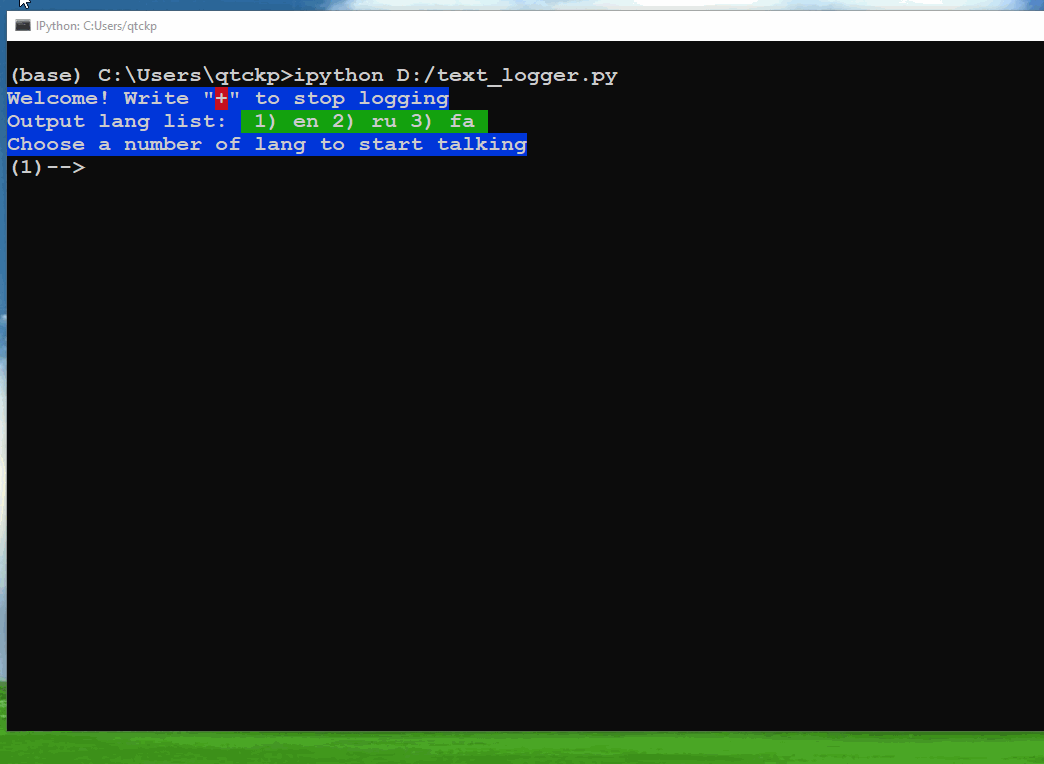 IPython: C:Users/qtckp
(base) C:\Users\qtckp>ipython D:/text_logger.py
Welcome! Write "+" to stop logging
Output lang list:  1) en 2) ru 3) fa
Choose a number of lang to start talking
(1)-->